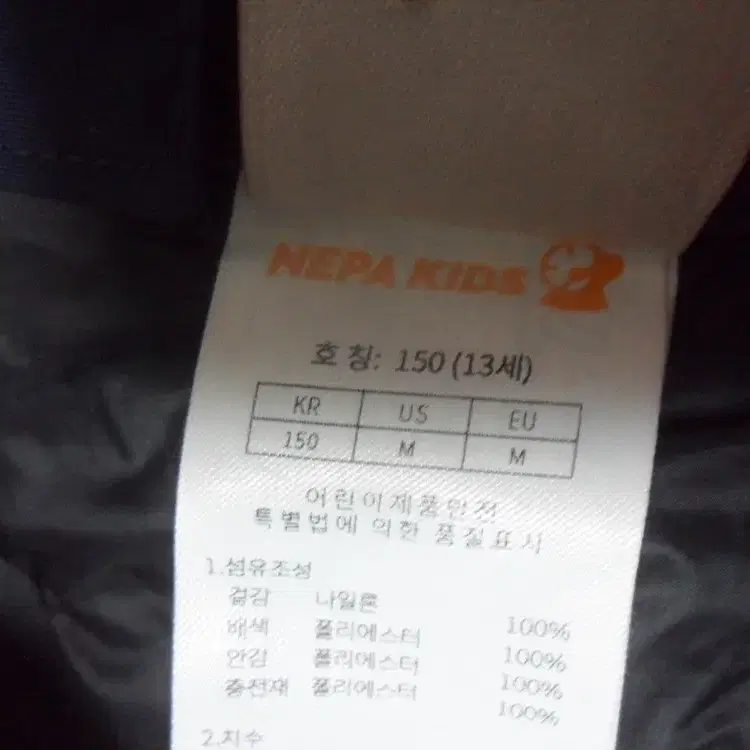 NEPA KIDS
호칭: 150 (13세)
KR US EU
150 M M
어린이제품안전
특별법에 의한 품질표시
1.섬유조성
겉감 나일론 100%
배색 폴리에스터 100%
안감 폴리에스터 100%
충전재 폴리에스터 100%
2.치수